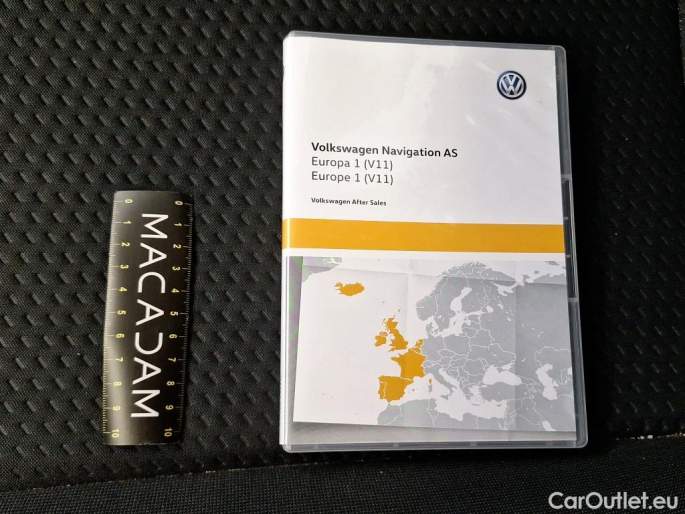 Volkswagen Navigation AS
Europa 1 (V11)
Europe 1 (V11)
Volkswagen After Sales
MACADAM
0 1 2 3 4 5 6 7 8 9 10
0 1 2 3 4 5 6 7 8 9 10
CarOutlet.eu